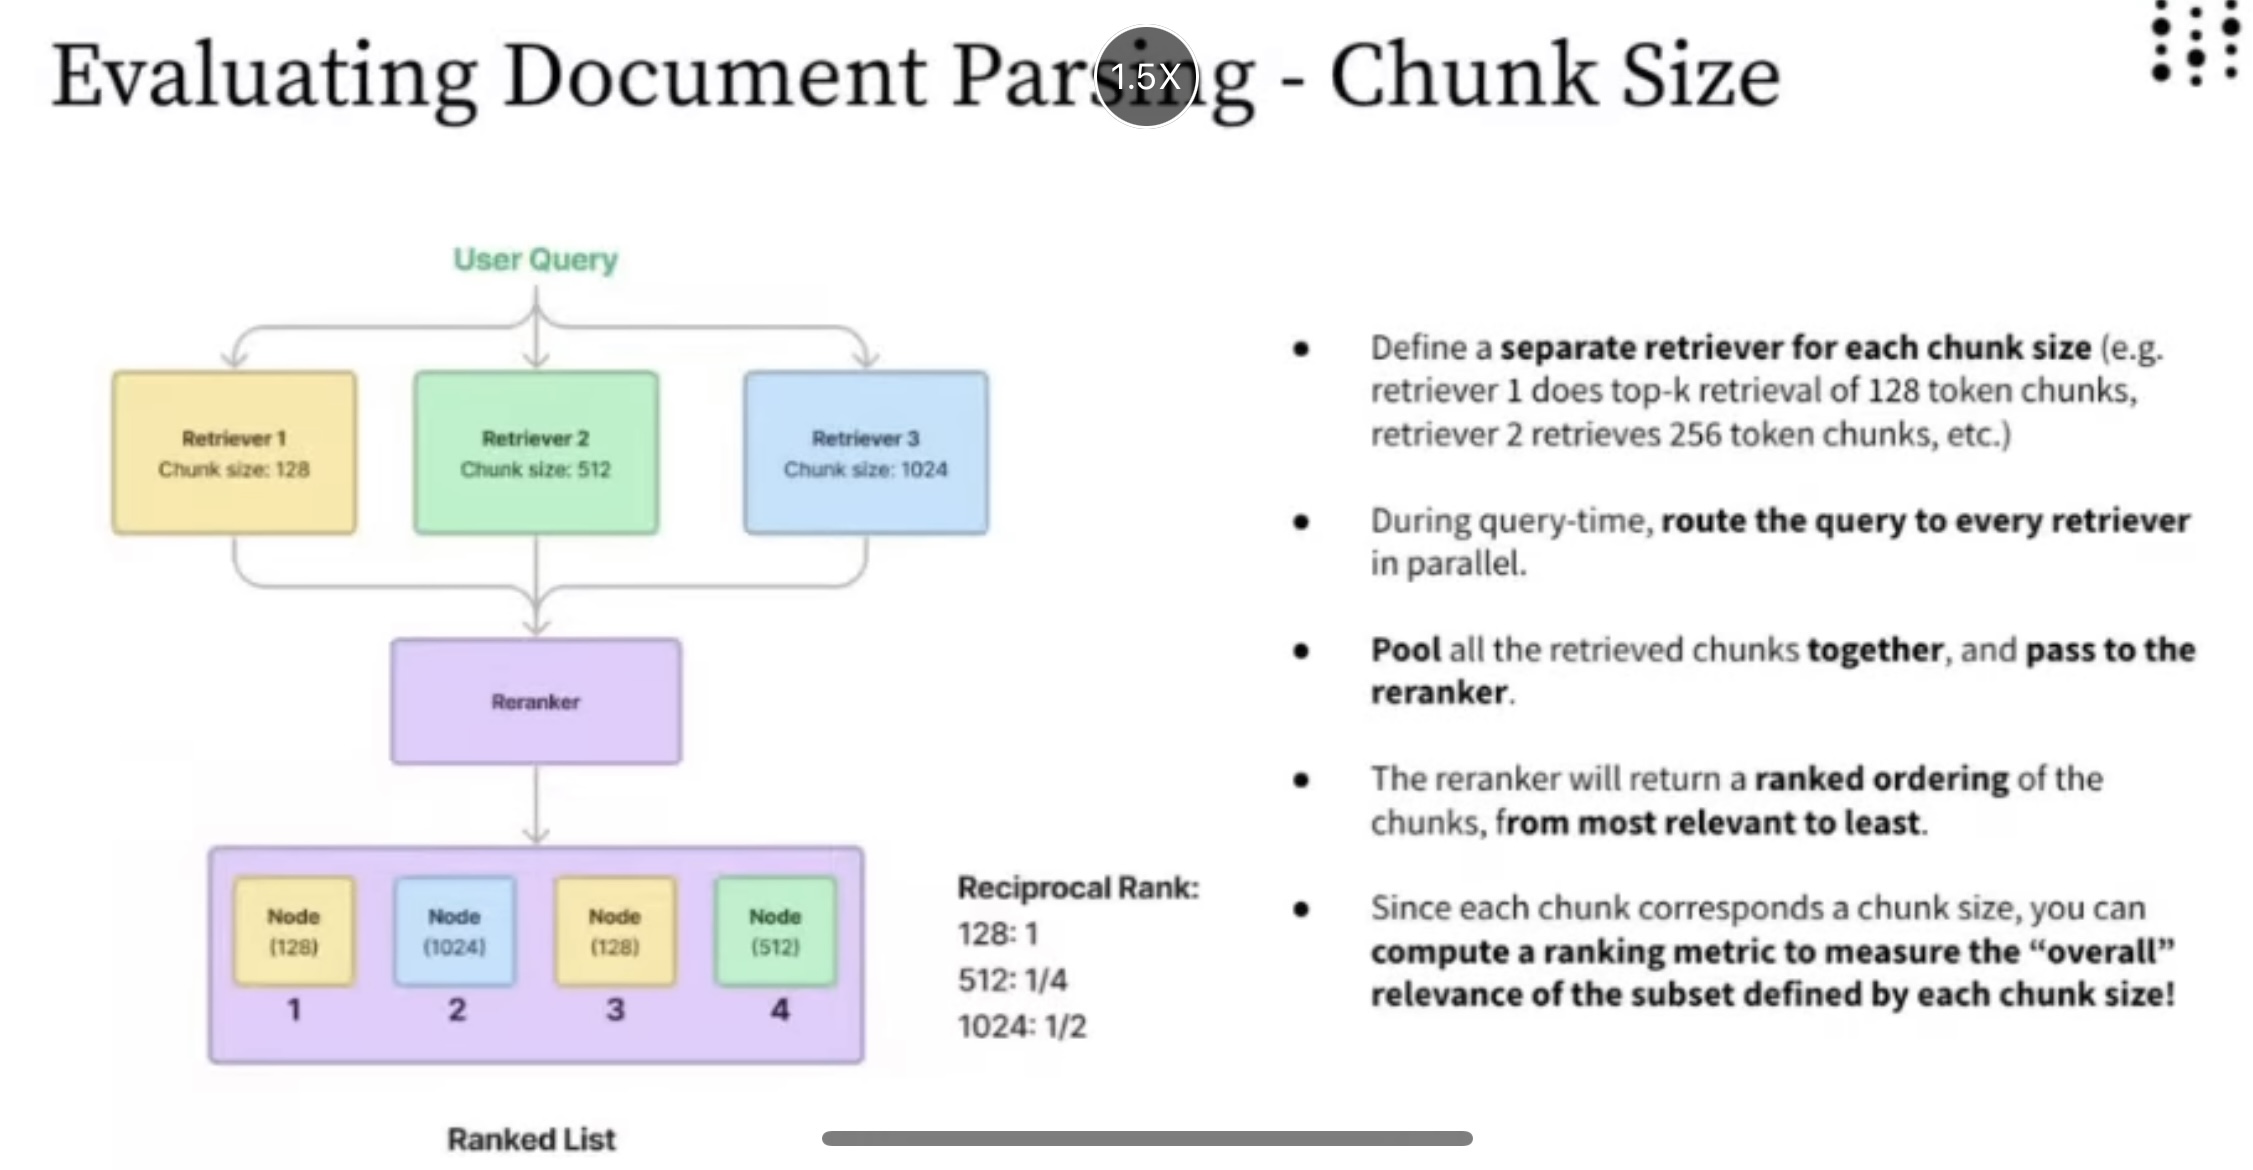 Evaluating Document Parsing - Chunk Size
1.5X
User Query
Retriever 1
Chunk size: 128
Retriever 2
Chunk size: 512
Retriever 3
Chunk size: 1024
Reranker
Node
(128)
1
Node
(1024)
2
Node
(128)
3
Node
(512)
4
Ranked List
Reciprocal Rank:
128: 1
512: 1/4
1024: 1/2
● Define a separate retriever for each chunk size (e.g.
retriever 1 does top-k retrieval of 128 token chunks,
retriever 2 retrieves 256 token chunks, etc.)
● During query-time, route the query to every retriever
in parallel.
● Pool all the retrieved chunks together, and pass to the
reranker.
● The reranker will return a ranked ordering of the
chunks, from most relevant to least.
● Since each chunk corresponds a chunk size, you can
compute a ranking metric to measure the “overall”
relevance of the subset defined by each chunk size!